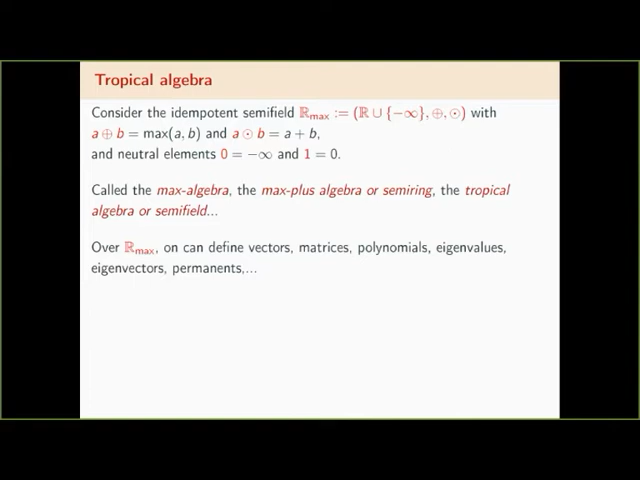 Tropical algebra
Consider the idempotent semifield ℝmax := (ℝ ∪ {−∞}, ⊕, ⊙) with
a ⊕ b = max(a, b) and a ⊙ b = a + b,
and neutral elements 0 = −∞ and 1 = 0.
Called the max-algebra, the max-plus algebra or semiring, the tropical
algebra or semifield...
Over ℝmax, on can define vectors, matrices, polynomials, eigenvalues,
eigenvectors, permanents,...